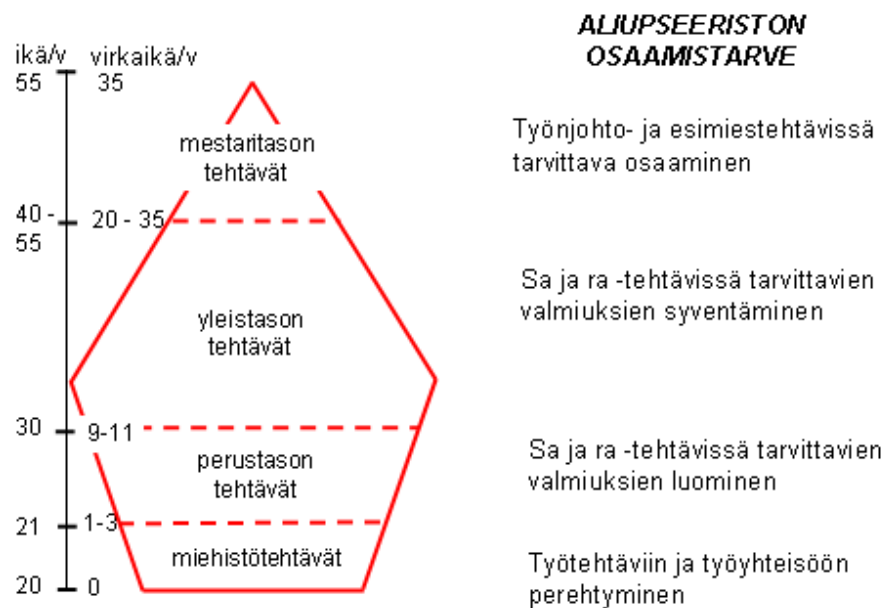 ALIUPSEERISTON
OSAAMISTARVE
ikä/v virkaikä/v
55 35
mestaritason
tehtävät
Työnjohto- ja esimiestehtävissä
tarvittava osaaminen
40 -
55
20 - 35
yleistason
tehtävät
Sa ja ra -tehtävissä tarvittavien
valmiuksien syventäminen
30 9-11
perustason
tehtävät
Sa ja ra -tehtävissä tarvittavien
valmiuksien luominen
21 1-3
miehistötehtävät
Työtehtäviin ja työyhteisöön
perehtyminen
20 0